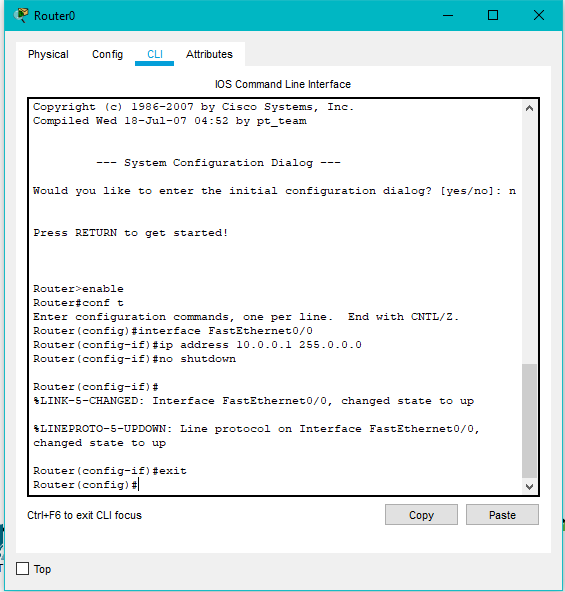 Router0
Physical Config CLI Attributes
IOS Command Line Interface
Copyright (c) 1986-2007 by Cisco Systems, Inc.
Compiled Wed 18-Jul-07 04:52 by pt_team
--- System Configuration Dialog ---
Would you like to enter the initial configuration dialog? [yes/no]: n
Press RETURN to get started!
Router>enable
Router#conf t
Enter configuration commands, one per line.  End with CNTL/Z.
Router(config)#interface FastEthernet0/0
Router(config-if)#ip address 10.0.0.1 255.0.0.0
Router(config-if)#no shutdown
Router(config-if)#
%LINK-5-CHANGED: Interface FastEthernet0/0, changed state to up
%LINEPROTO-5-UPDOWN: Line protocol on Interface FastEthernet0/0,
changed state to up
Router(config-if)#exit
Router(config)#
Ctrl+F6 to exit CLI focus
Copy Paste
Top